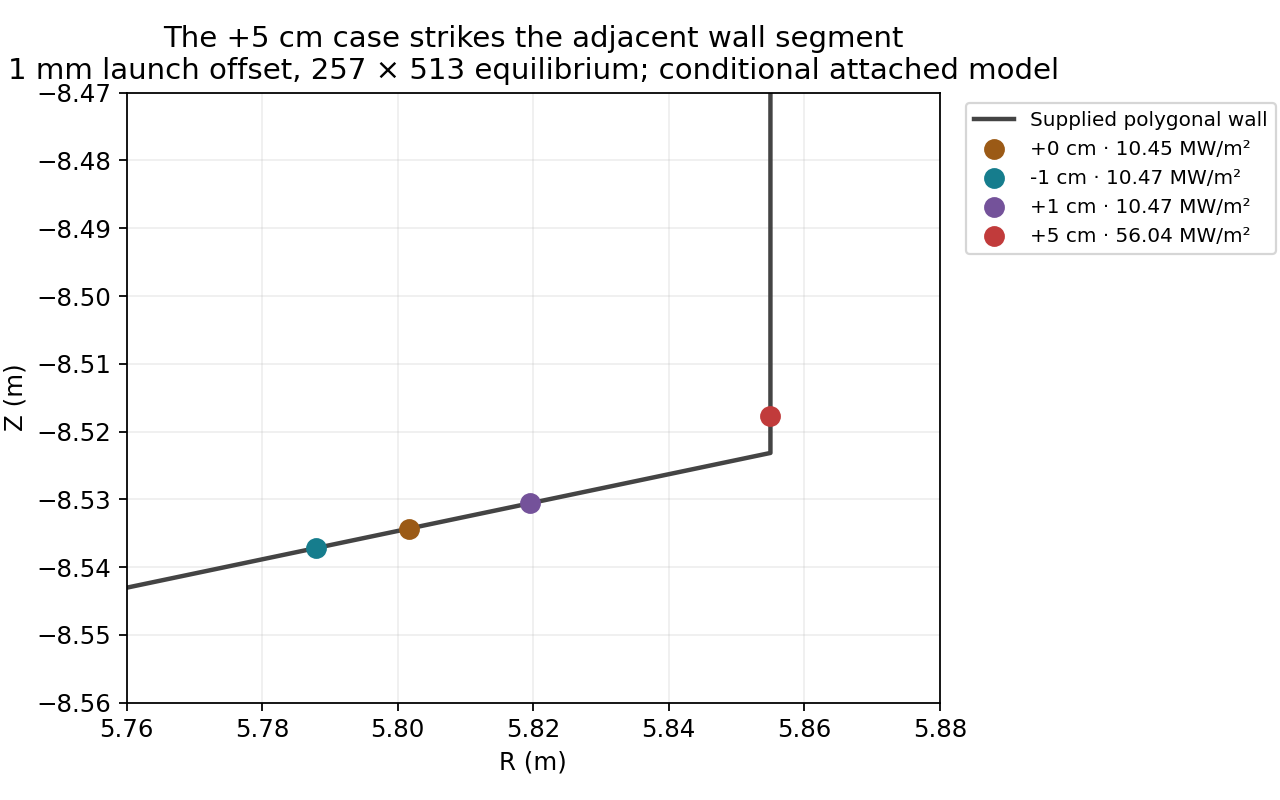 The +5 cm case strikes the adjacent wall segment
1 mm launch offset, 257 × 513 equilibrium; conditional attached model
−8.47
−8.48
−8.49
−8.50
−8.51
−8.52
−8.53
−8.54
−8.55
−8.56
Z (m)
5.76
5.78
5.80
5.82
5.84
5.86
5.88
R (m)
Supplied polygonal wall
+0 cm · 10.45 MW/m²
-1 cm · 10.47 MW/m²
+1 cm · 10.47 MW/m²
+5 cm · 56.04 MW/m²